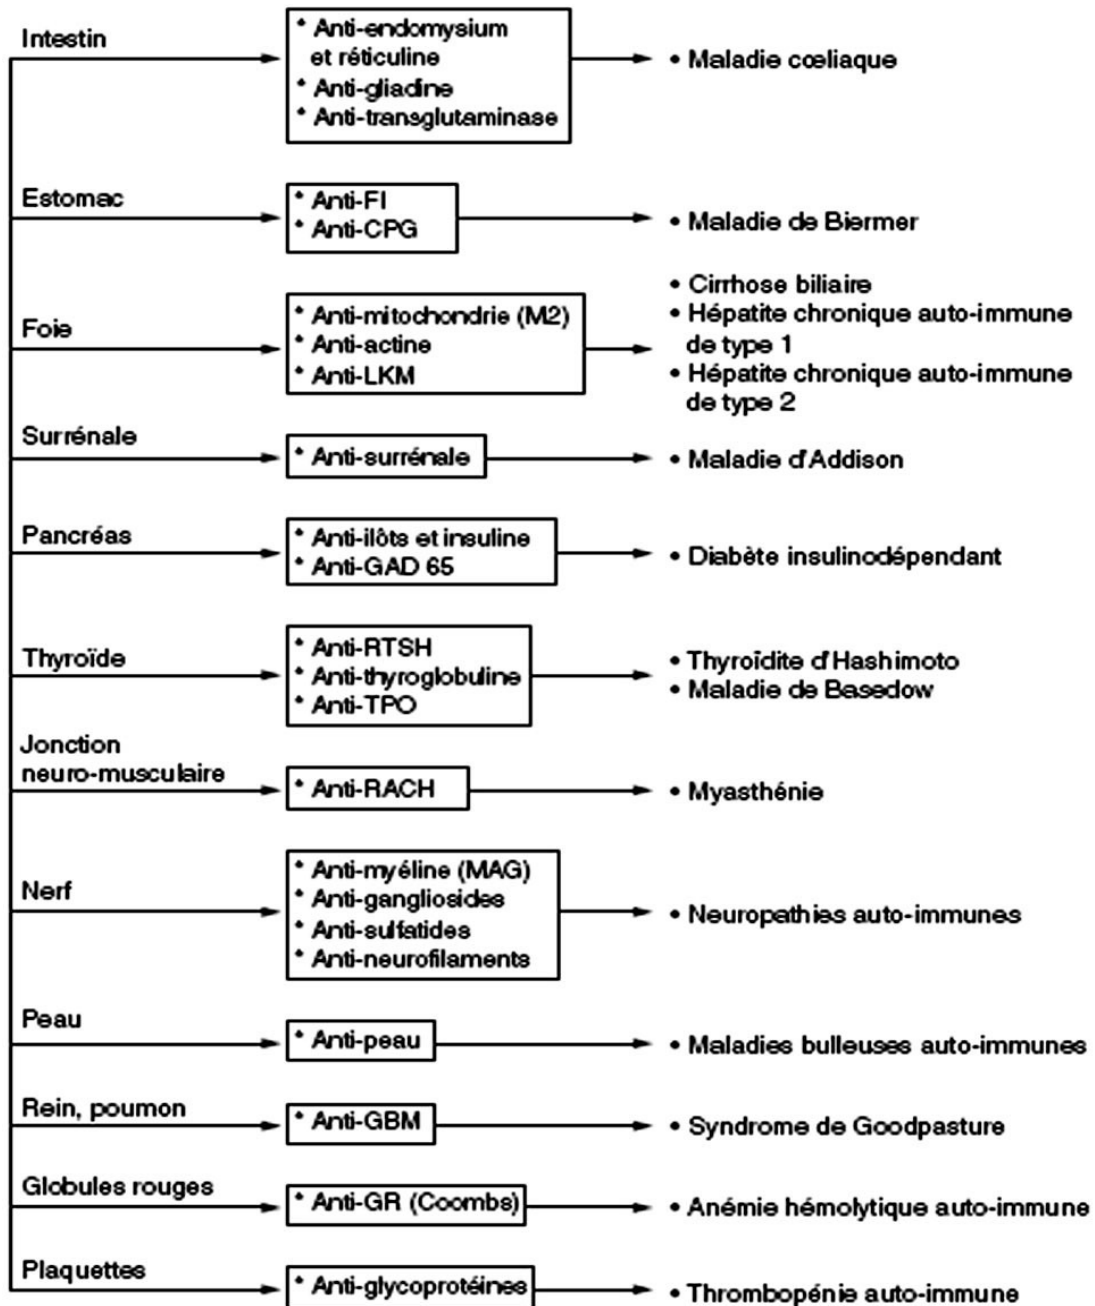 Intestin
* Anti-endomysium
et réticuline
* Anti-gliadine
* Anti-transglutaminase
• Maladie cœliaque
Estomac
* Anti-FI
* Anti-CPG
• Maladie de Biermer
Foie
* Anti-mitochondrie (M2)
* Anti-actine
* Anti-LKM
• Cirrhose biliaire
• Hépatite chronique auto-immune
de type 1
• Hépatite chronique auto-immune
de type 2
Surrénale
* Anti-surrénale
• Maladie d'Addison
Pancréas
* Anti-ilôts et insuline
* Anti-GAD 65
• Diabète insulinodépendant
Thyroïde
* Anti-RTSH
* Anti-thyroglobuline
* Anti-TPO
• Thyroïdite d'Hashimoto
• Maladie de Basedow
Jonction
neuro-musculaire
* Anti-RACH
• Myasthénie
Nerf
* Anti-myéline (MAG)
* Anti-gangliosides
* Anti-sulfatides
* Anti-neurofilaments
• Neuropathies auto-immunes
Peau
* Anti-peau
• Maladies bulleuses auto-immunes
Rein, poumon
* Anti-GBM
• Syndrome de Goodpasture
Globules rouges
* Anti-GR (Coombs)
• Anémie hémolytique auto-immune
Plaquettes
* Anti-glycoprotéines
• Thrombopénie auto-immune